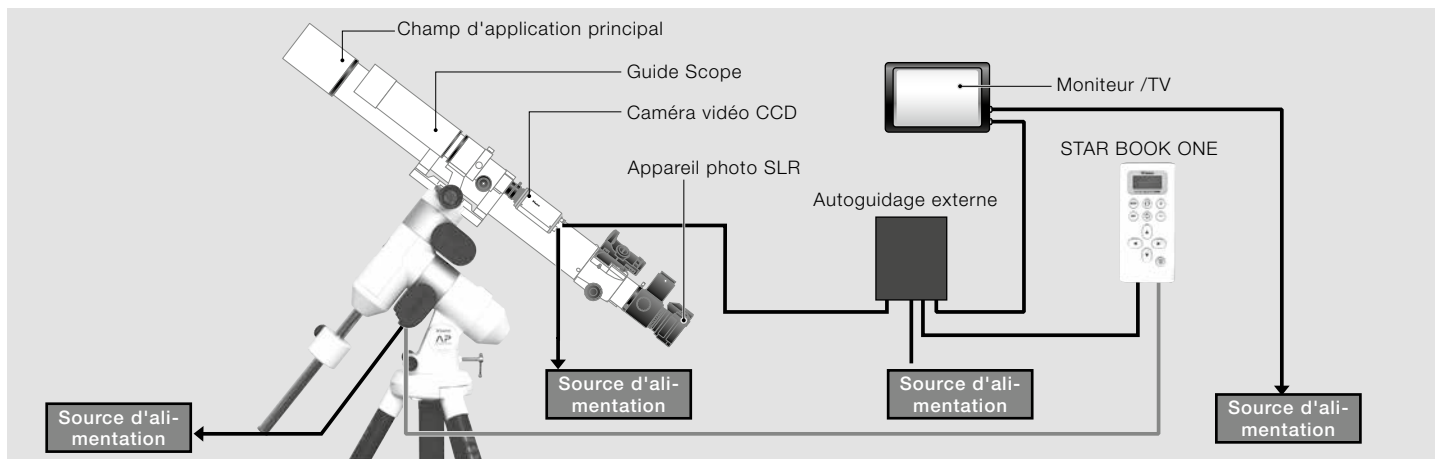 Champ d'application principal
Guide Scope
Caméra vidéo CCD
Appareil photo SLR
Moniteur /TV
STAR BOOK ONE
Autoguidage externe
AP
Source d'ali-
mentation
Source d'ali-
mentation
Source d'ali-
mentation
Source d'ali-
mentation